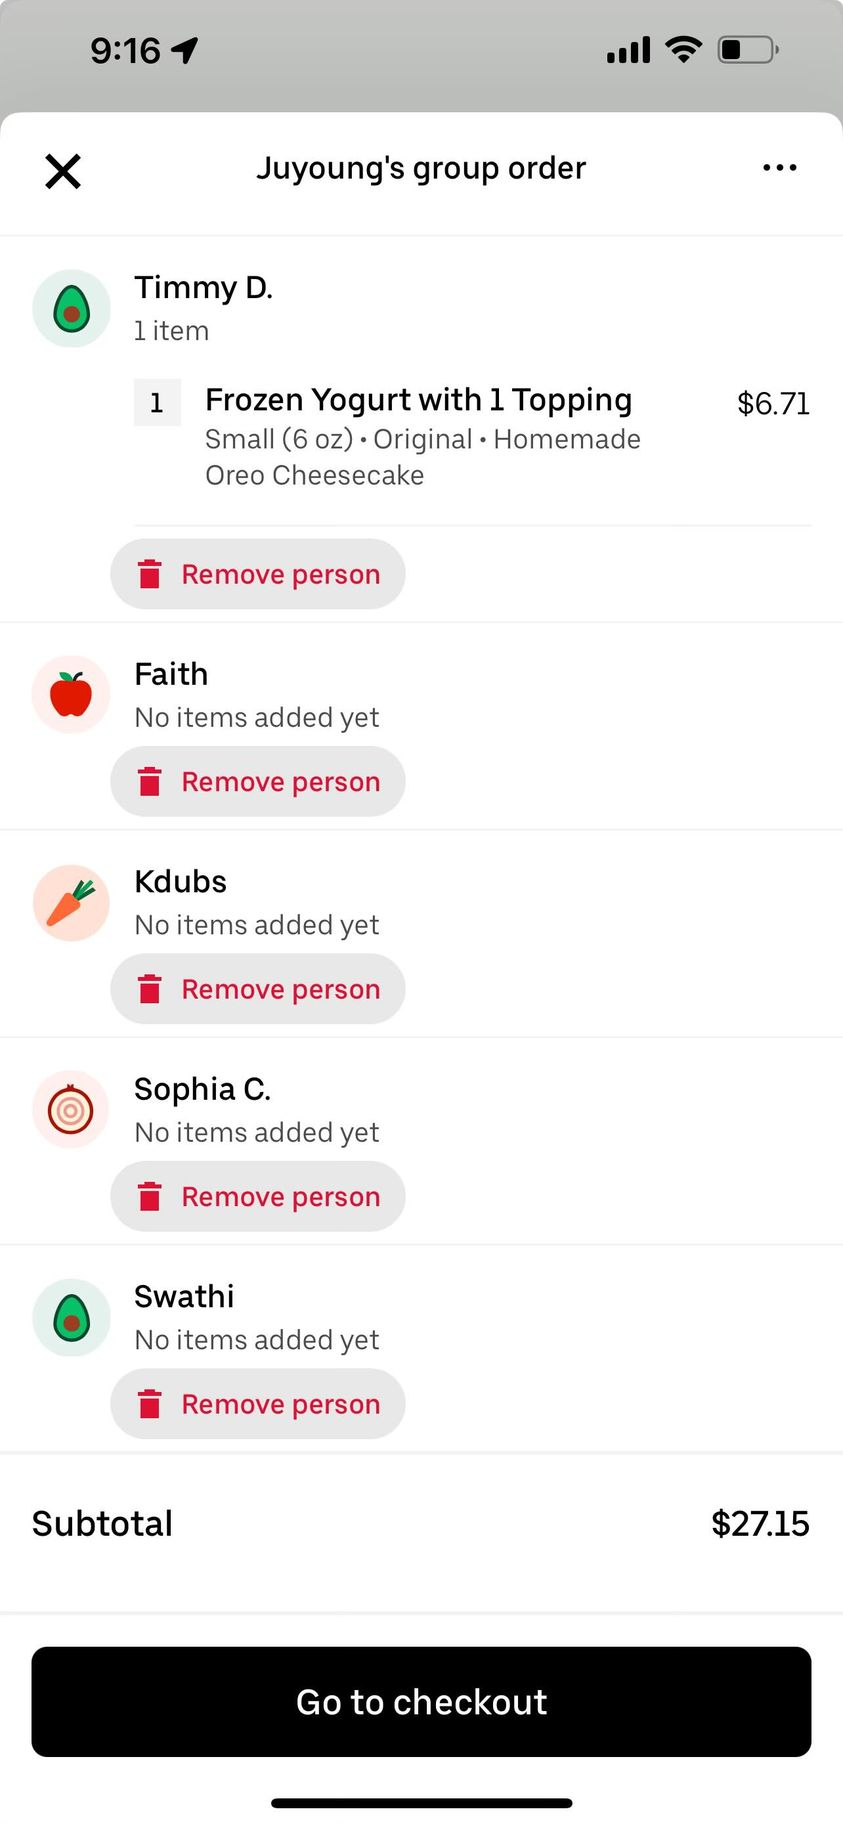 9:16
Juyoung's group order
Timmy D.
1 item
1 Frozen Yogurt with 1 Topping $6.71
Small (6 oz) • Original • Homemade
Oreo Cheesecake
Remove person
Faith
No items added yet
Remove person
Kdubs
No items added yet
Remove person
Sophia C.
No items added yet
Remove person
Swathi
No items added yet
Remove person
Subtotal $27.15
Go to checkout